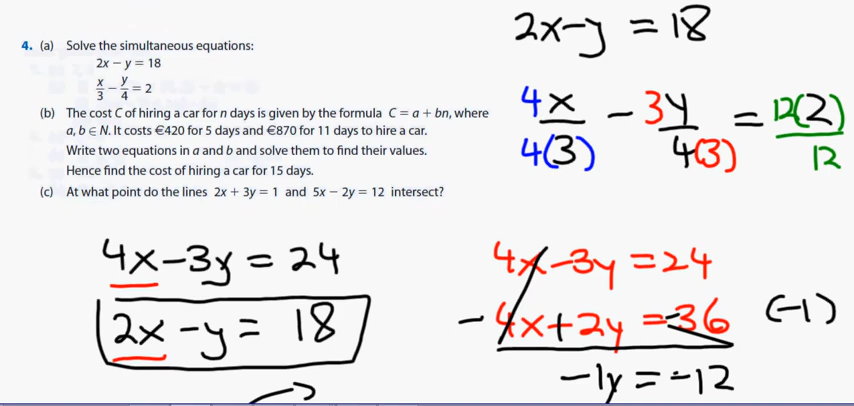 4. (a) Solve the simultaneous equations:
2x − y = 18
x/3 − y/4 = 2
(b) The cost C of hiring a car for n days is given by the formula C = a + bn, where
a, b ∈ N. It costs €420 for 5 days and €870 for 11 days to hire a car.
Write two equations in a and b and solve them to find their values.
Hence find the cost of hiring a car for 15 days.
(c) At what point do the lines 2x + 3y = 1 and 5x − 2y = 12 intersect?
2x-y = 18
4x/4(3) - 3y/4(3) = 12(2)/12
4x-3y = 24
2x-y = 18
4x-3y = 24
-4x+2y = -36 (-1)
-1y = -12